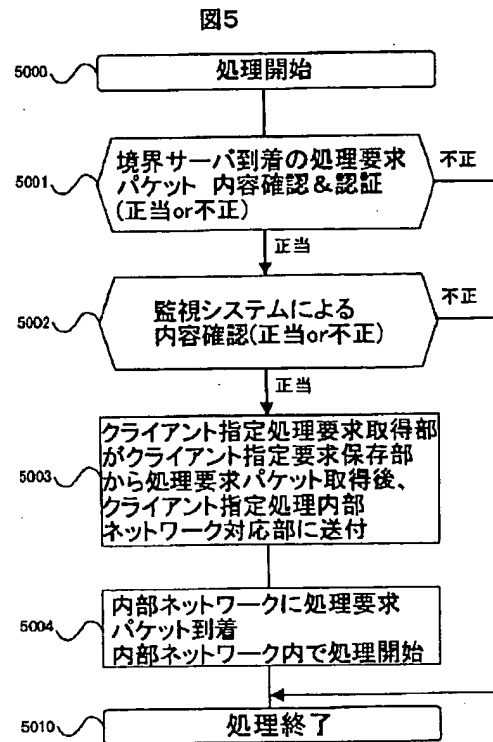 図5
5000
処理開始
5001
境界サーバ到着の処理要求
パケット 内容確認&認証
(正当or不正)
不正
正当
5002
監視システムによる
内容確認(正当or不正)
不正
正当
5003
クライアント指定処理要求取得部
がクライアント指定要求保存部
から処理要求パケット取得後、
クライアント指定処理内部
ネットワーク対応部に送付
5004
内部ネットワークに処理要求
パケット到着
内部ネットワーク内で処理開始
5010
処理終了